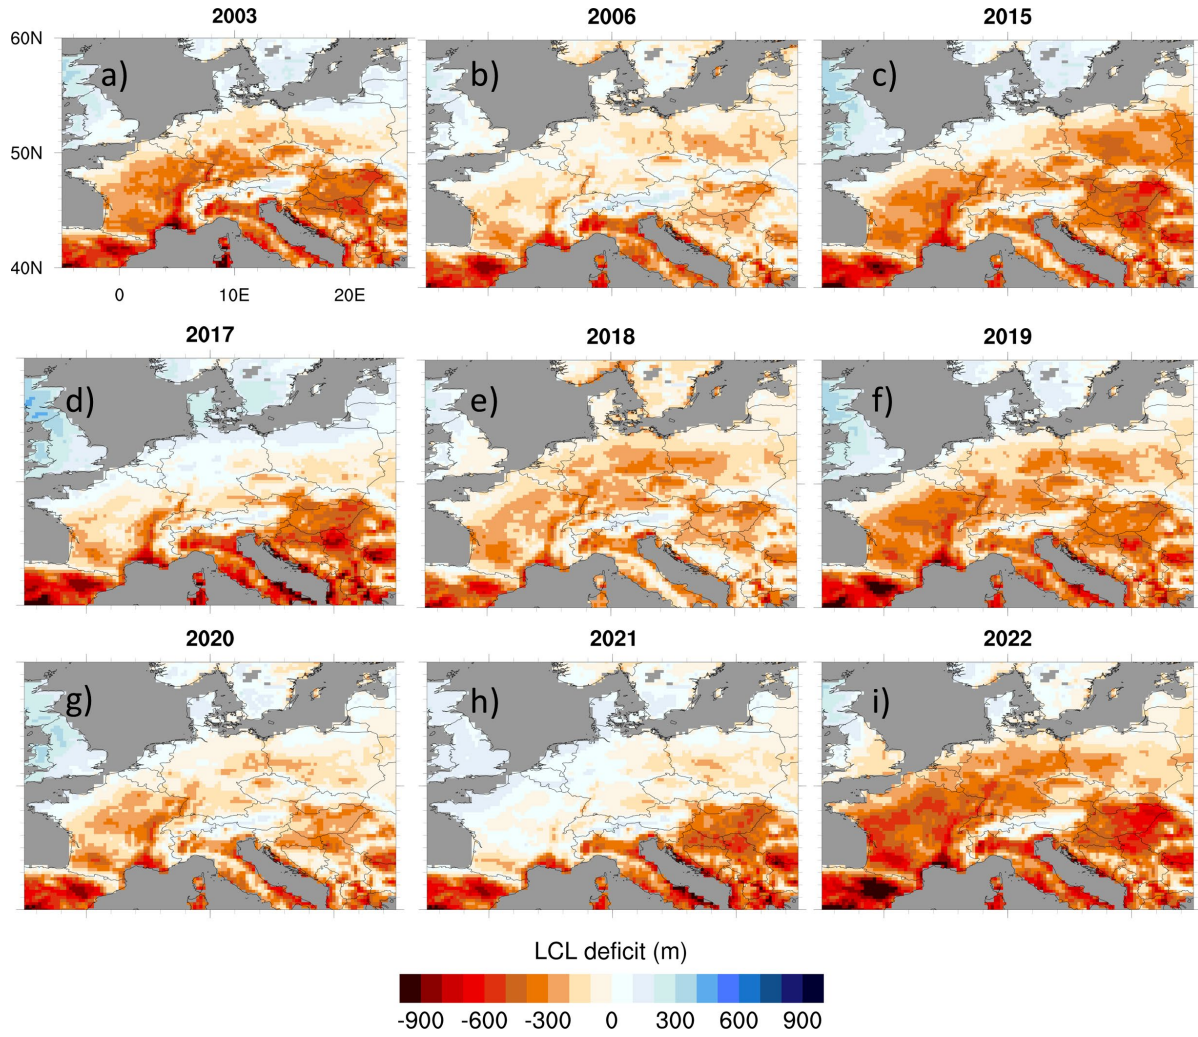 2003 2006 2015
60N
a) b) c)
50N
40N
0 10E 20E
2017 2018 2019
d) e) f)
2020 2021 2022
g) h) i)
LCL deficit (m)
-900 -600 -300 0 300 600 900